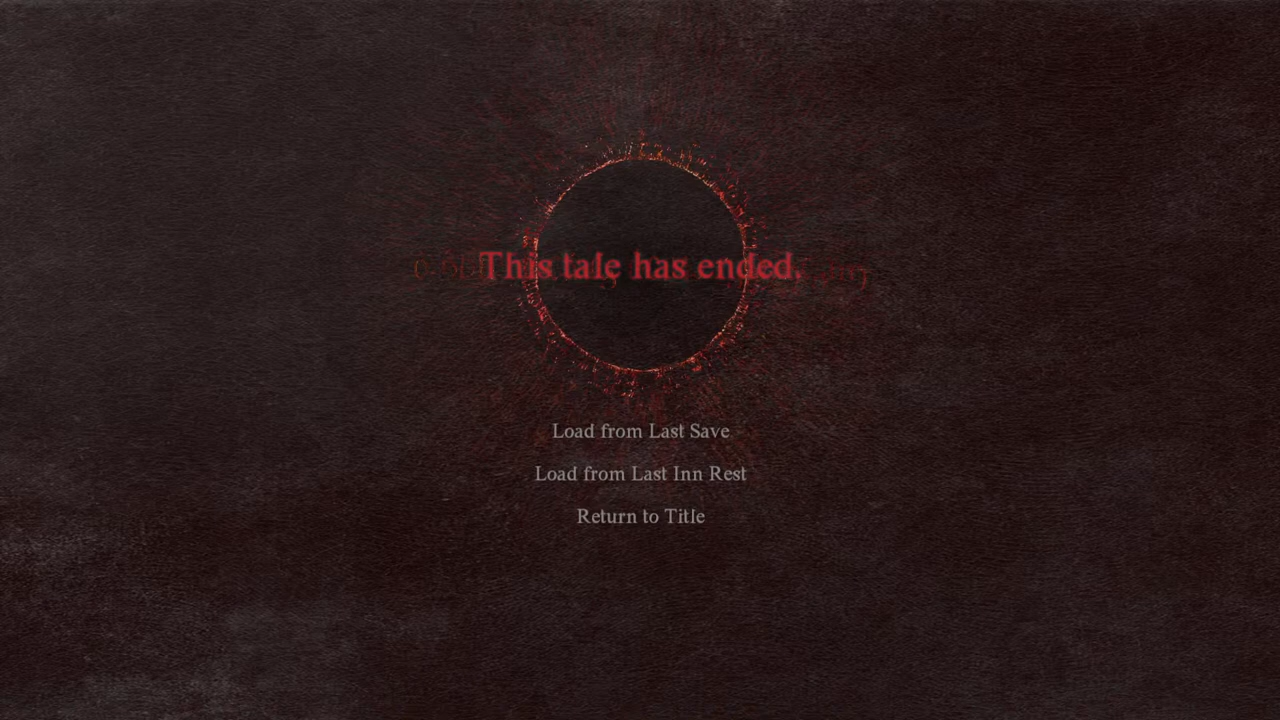 This tale has ended.
Load from Last Save
Load from Last Inn Rest
Return to Title